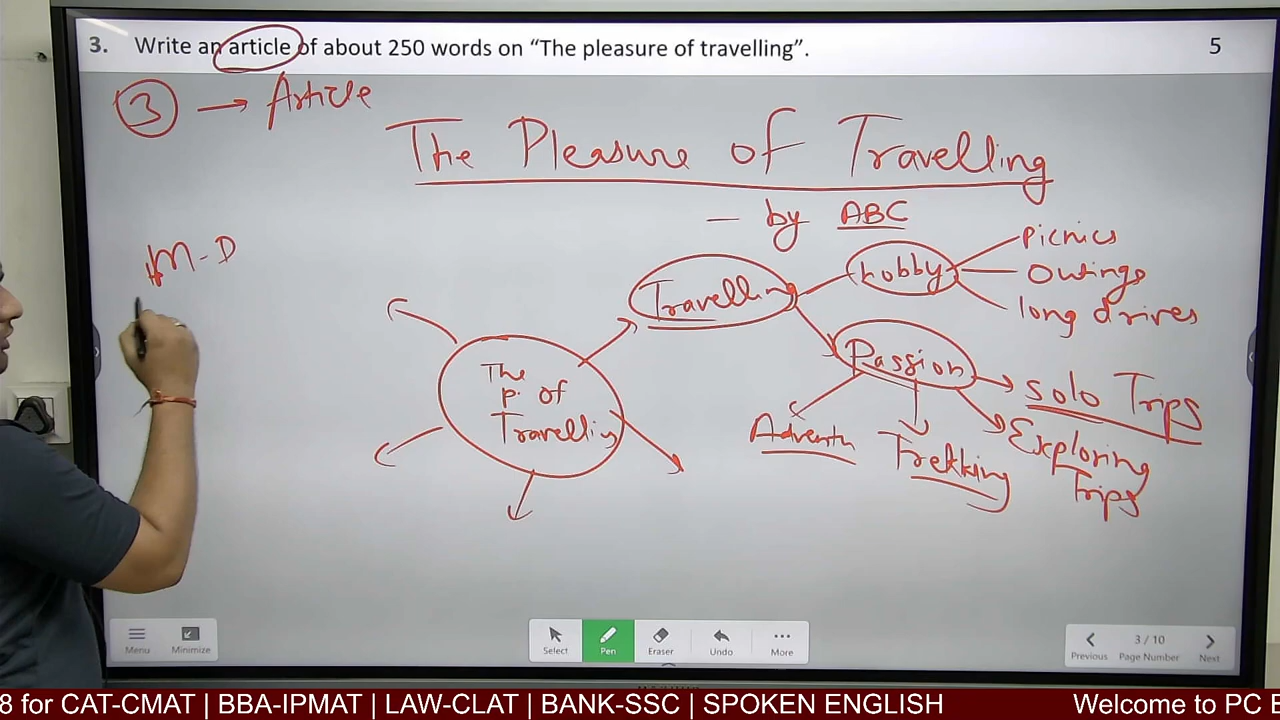 3. Write an article of about 250 words on “The pleasure of travelling”. 5
3 → Article
The Pleasure of Travelling
— by ABC
M-D
Travelling
hobby
Picnics
Outings
long drives
Passion
Solo Trips
Exploring
Trips
Trekking
Adventu
The
p. of
Travelling
Menu
Minimize
Select
Pen
Eraser
Undo
More
Previous
3 / 10
Page Number
Next
8 for CAT-CMAT | BBA-IPMAT | LAW-CLAT | BANK-SSC | SPOKEN ENGLISH Welcome to PC E